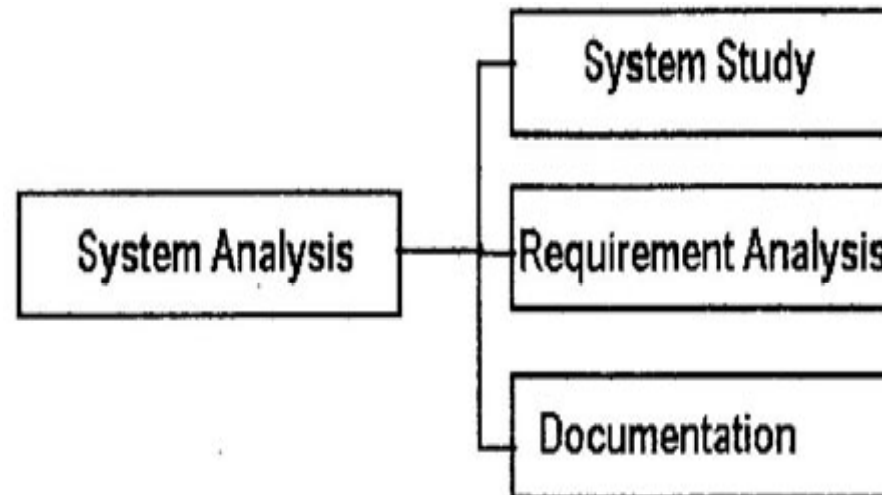 System Study
System Analysis
Requirement Analysis
Documentation